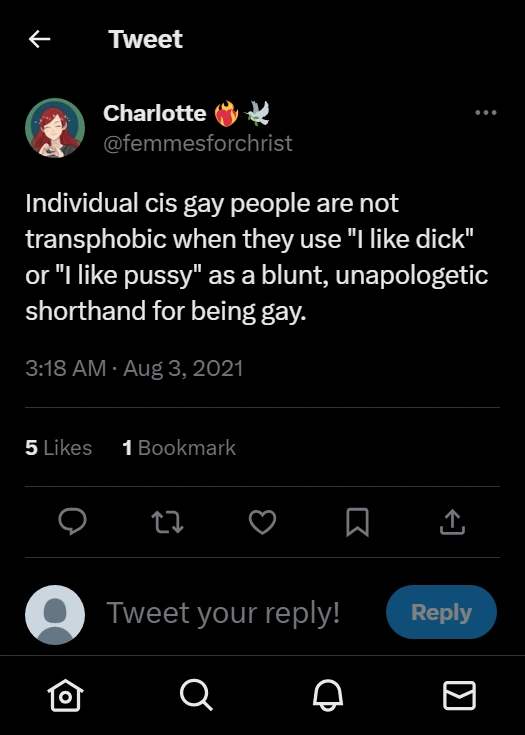 Tweet
Charlotte ❤️‍🔥 🕊️
@femmesforchrist
Individual cis gay people are not
transphobic when they use "I like dick"
or "I like pussy" as a blunt, unapologetic
shorthand for being gay.
3:18 AM · Aug 3, 2021
5 Likes 1 Bookmark
Tweet your reply!
Reply